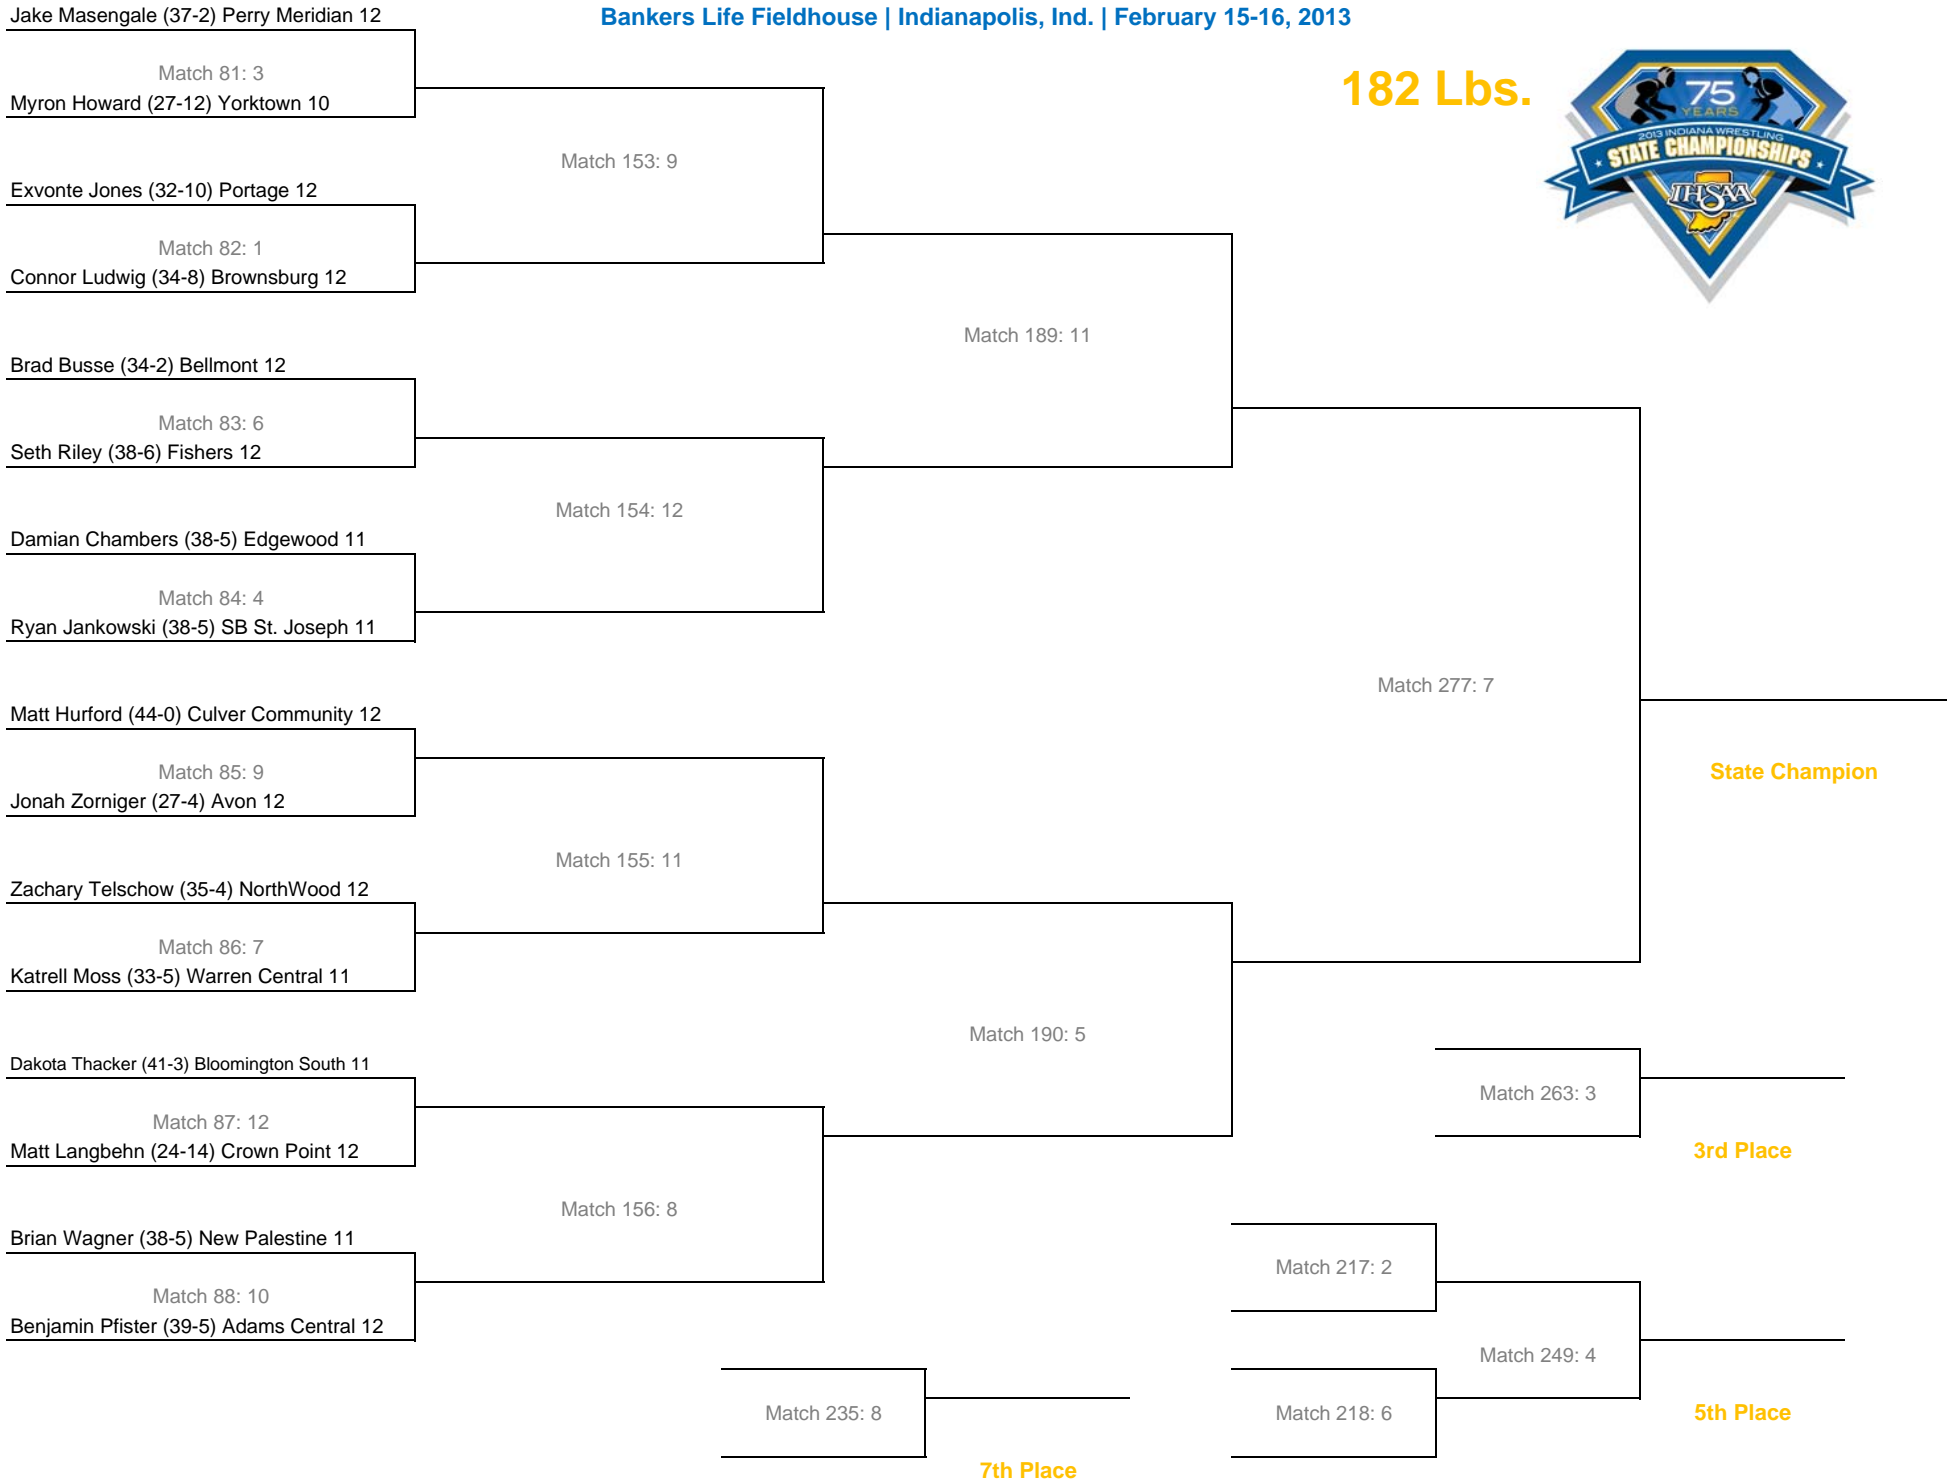 Jake Masengale (37-2) Perry Meridian 12
Bankers Life Fieldhouse | Indianapolis, Ind. | February 15-16, 2013
Match 81: 3
Myron Howard (27-12) Yorktown 10
182 Lbs.
75
YEARS
2013 INDIANA WRESTLING
STATE CHAMPIONSHIPS
IHSAA
Match 153: 9
Exvonte Jones (32-10) Portage 12
Match 82: 1
Connor Ludwig (34-8) Brownsburg 12
Match 189: 11
Brad Busse (34-2) Bellmont 12
Match 83: 6
Seth Riley (38-6) Fishers 12
Match 154: 12
Damian Chambers (38-5) Edgewood 11
Match 84: 4
Ryan Jankowski (38-5) SB St. Joseph 11
Match 277: 7
Matt Hurford (44-0) Culver Community 12
Match 85: 9
State Champion
Jonah Zorniger (27-4) Avon 12
Match 155: 11
Zachary Telschow (35-4) NorthWood 12
Match 86: 7
Katrell Moss (33-5) Warren Central 11
Match 190: 5
Dakota Thacker (41-3) Bloomington South 11
Match 263: 3
Match 87: 12
Matt Langbehn (24-14) Crown Point 12
3rd Place
Match 156: 8
Brian Wagner (38-5) New Palestine 11
Match 217: 2
Match 88: 10
Benjamin Pfister (39-5) Adams Central 12
Match 249: 4
Match 235: 8
Match 218: 6
5th Place
7th Place